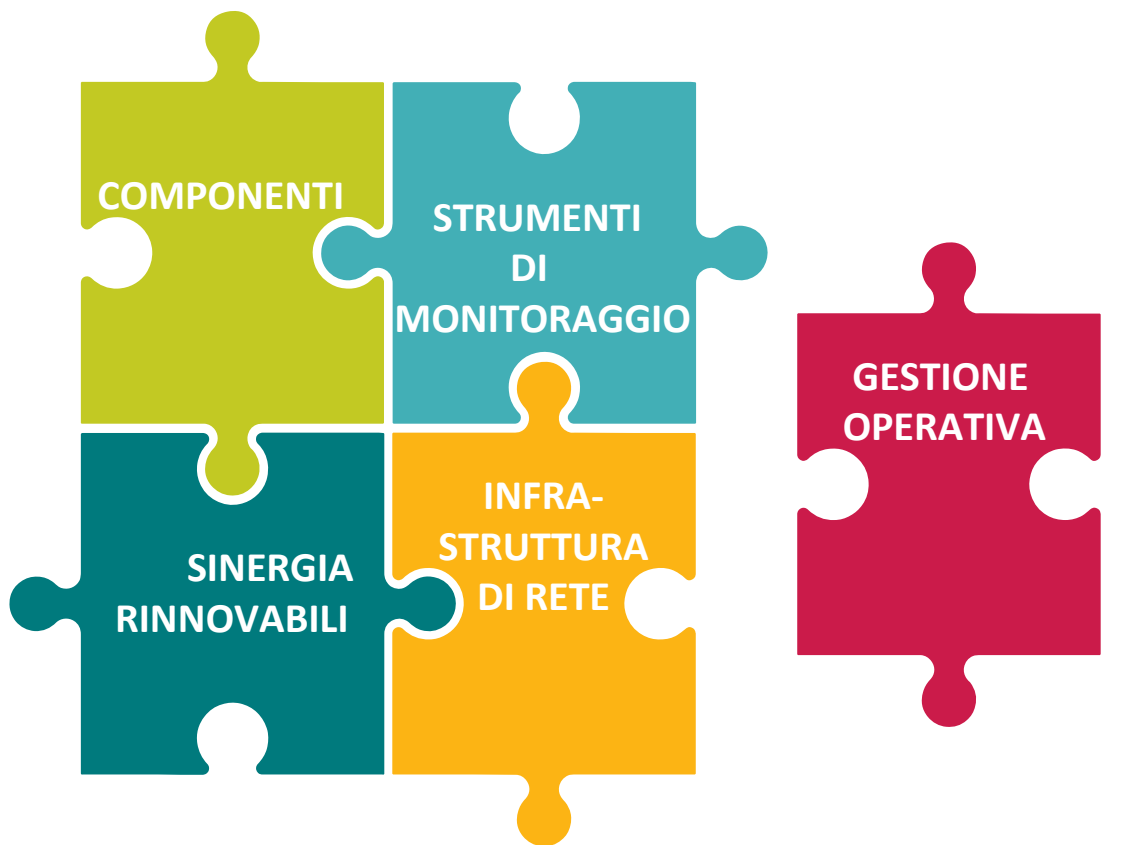 COMPONENTI
STRUMENTI
DI
MONITORAGGIO
GESTIONE
OPERATIVA
SINERGIA
RINNOVABILI
INFRA-
STRUTTURA
DI RETE